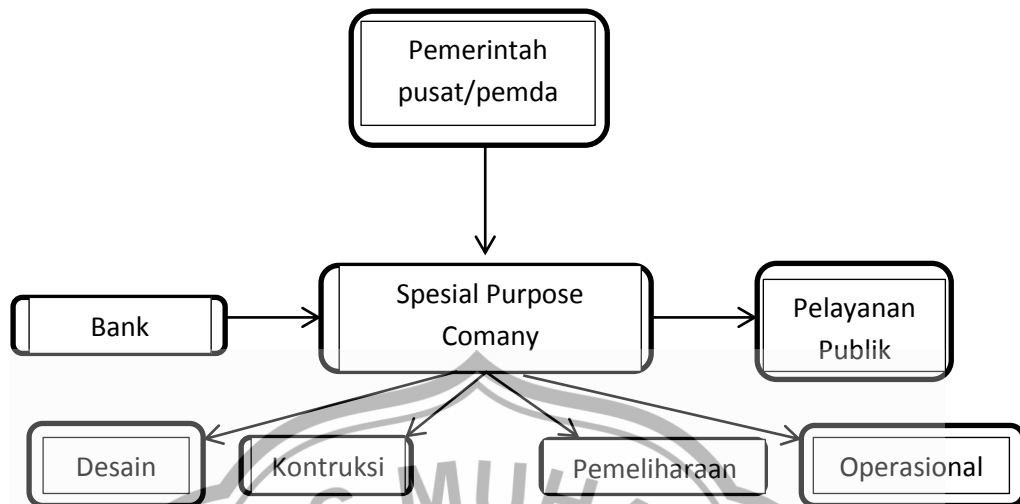 Pemerintah
pusat/pemda
Spesial Purpose
Comany
Bank
Pelayanan
Publik
Desain
Kontruksi
Pemeliharaan
Operasional